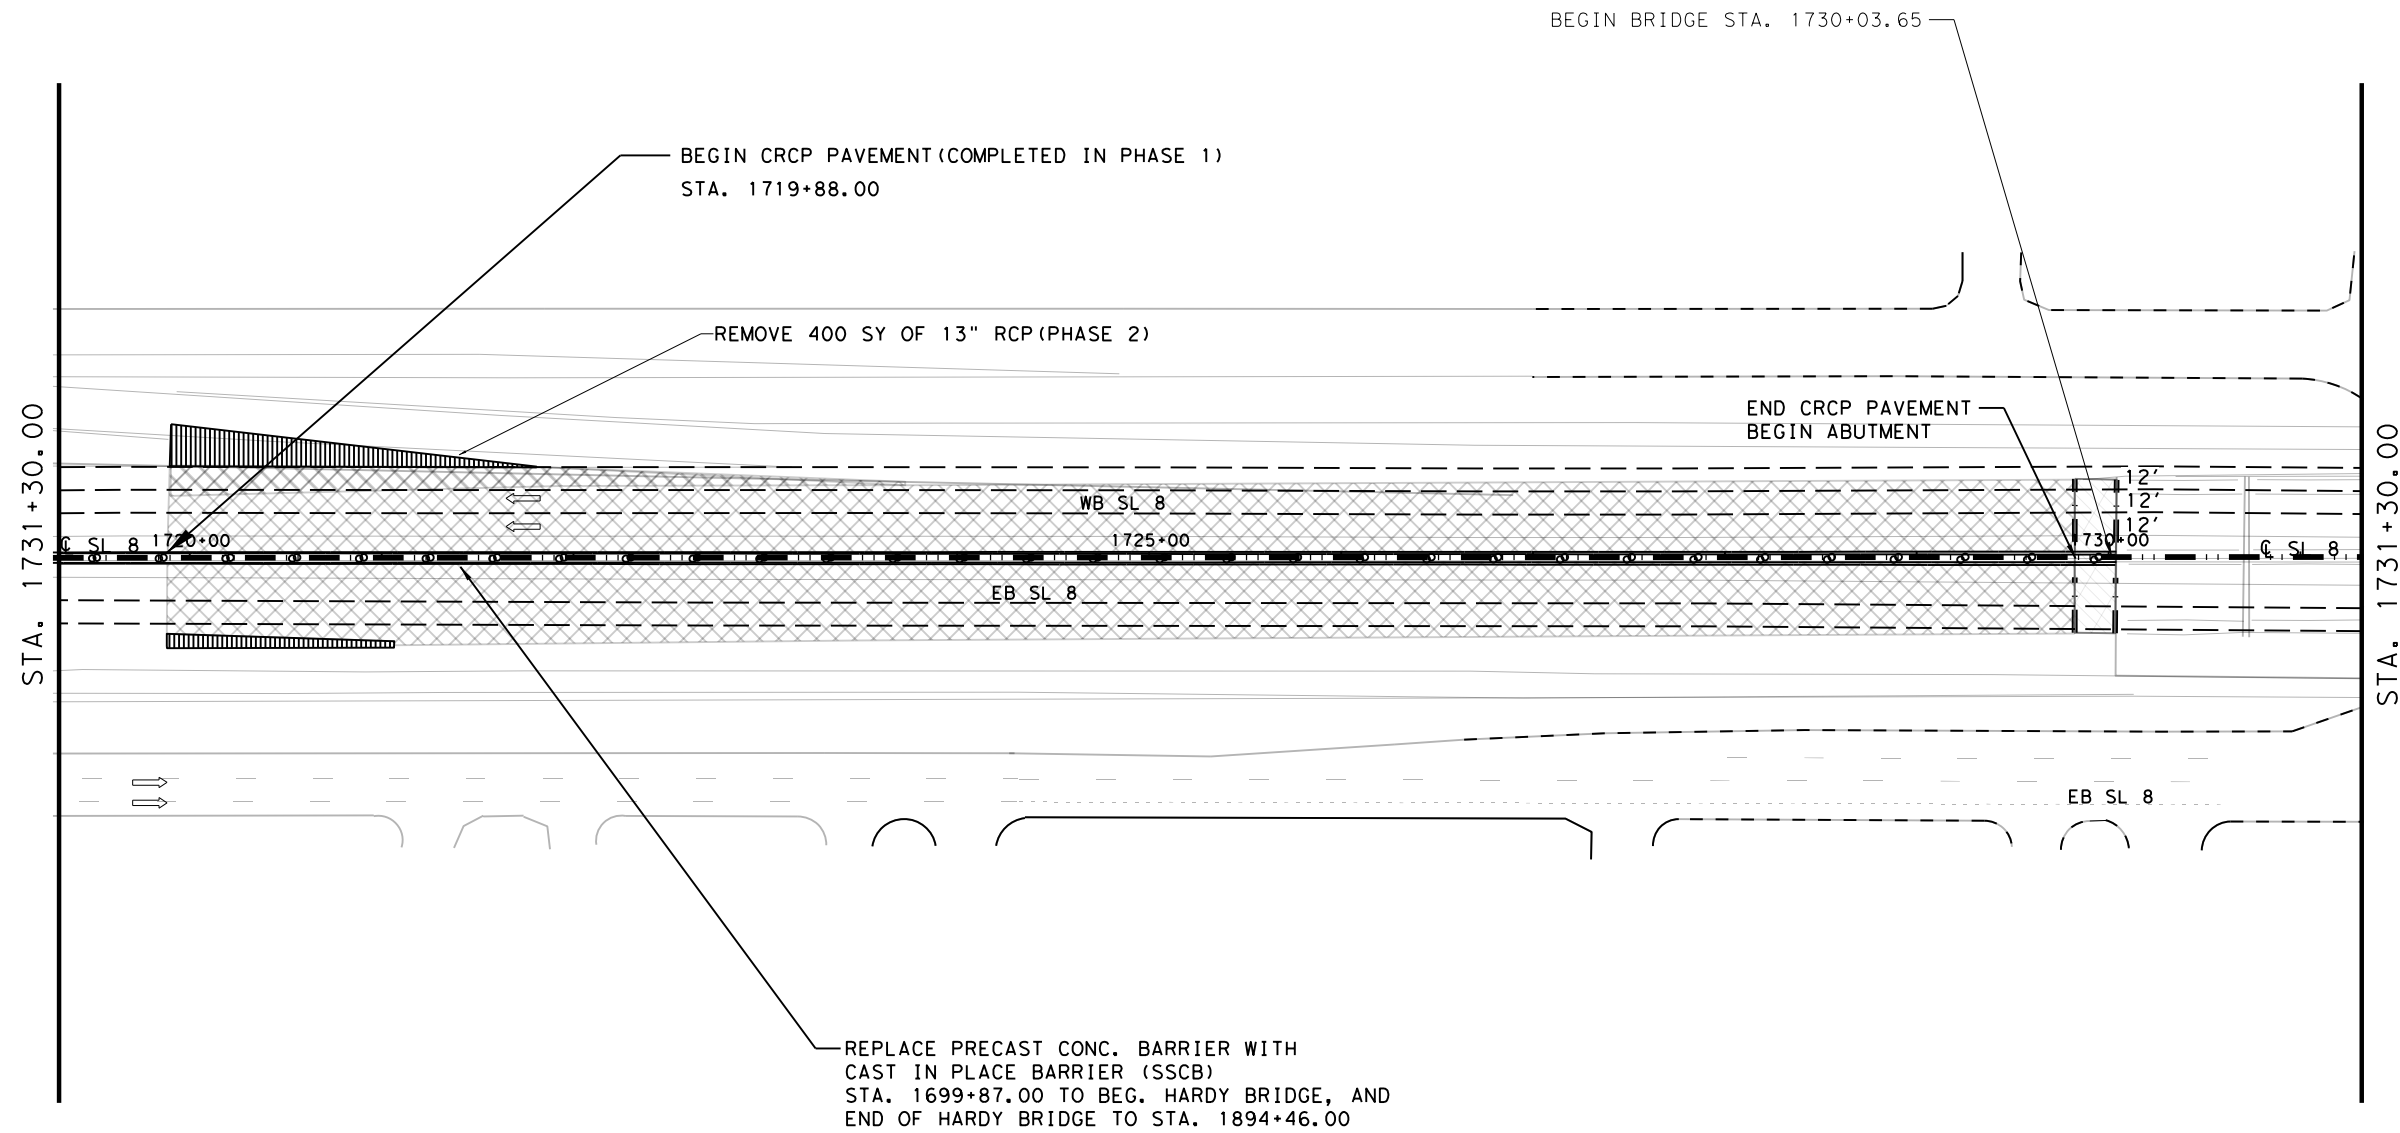 BEGIN BRIDGE STA. 1730+03.65
BEGIN CRCP PAVEMENT(COMPLETED IN PHASE 1)
STA. 1719+88.00
REMOVE 400 SY OF 13" RCP(PHASE 2)
END CRCP PAVEMENT
BEGIN ABUTMENT
STA. 1731+30.00
STA. 1731+30.00
12'
12'
12'
WB SL 8
℄ SL 8
1720+00
1725+00
1730+00
℄ SL 8
EB SL 8
EB SL 8
REPLACE PRECAST CONC. BARRIER WITH
CAST IN PLACE BARRIER (SSCB)
STA. 1699+87.00 TO BEG. HARDY BRIDGE, AND
END OF HARDY BRIDGE TO STA. 1894+46.00